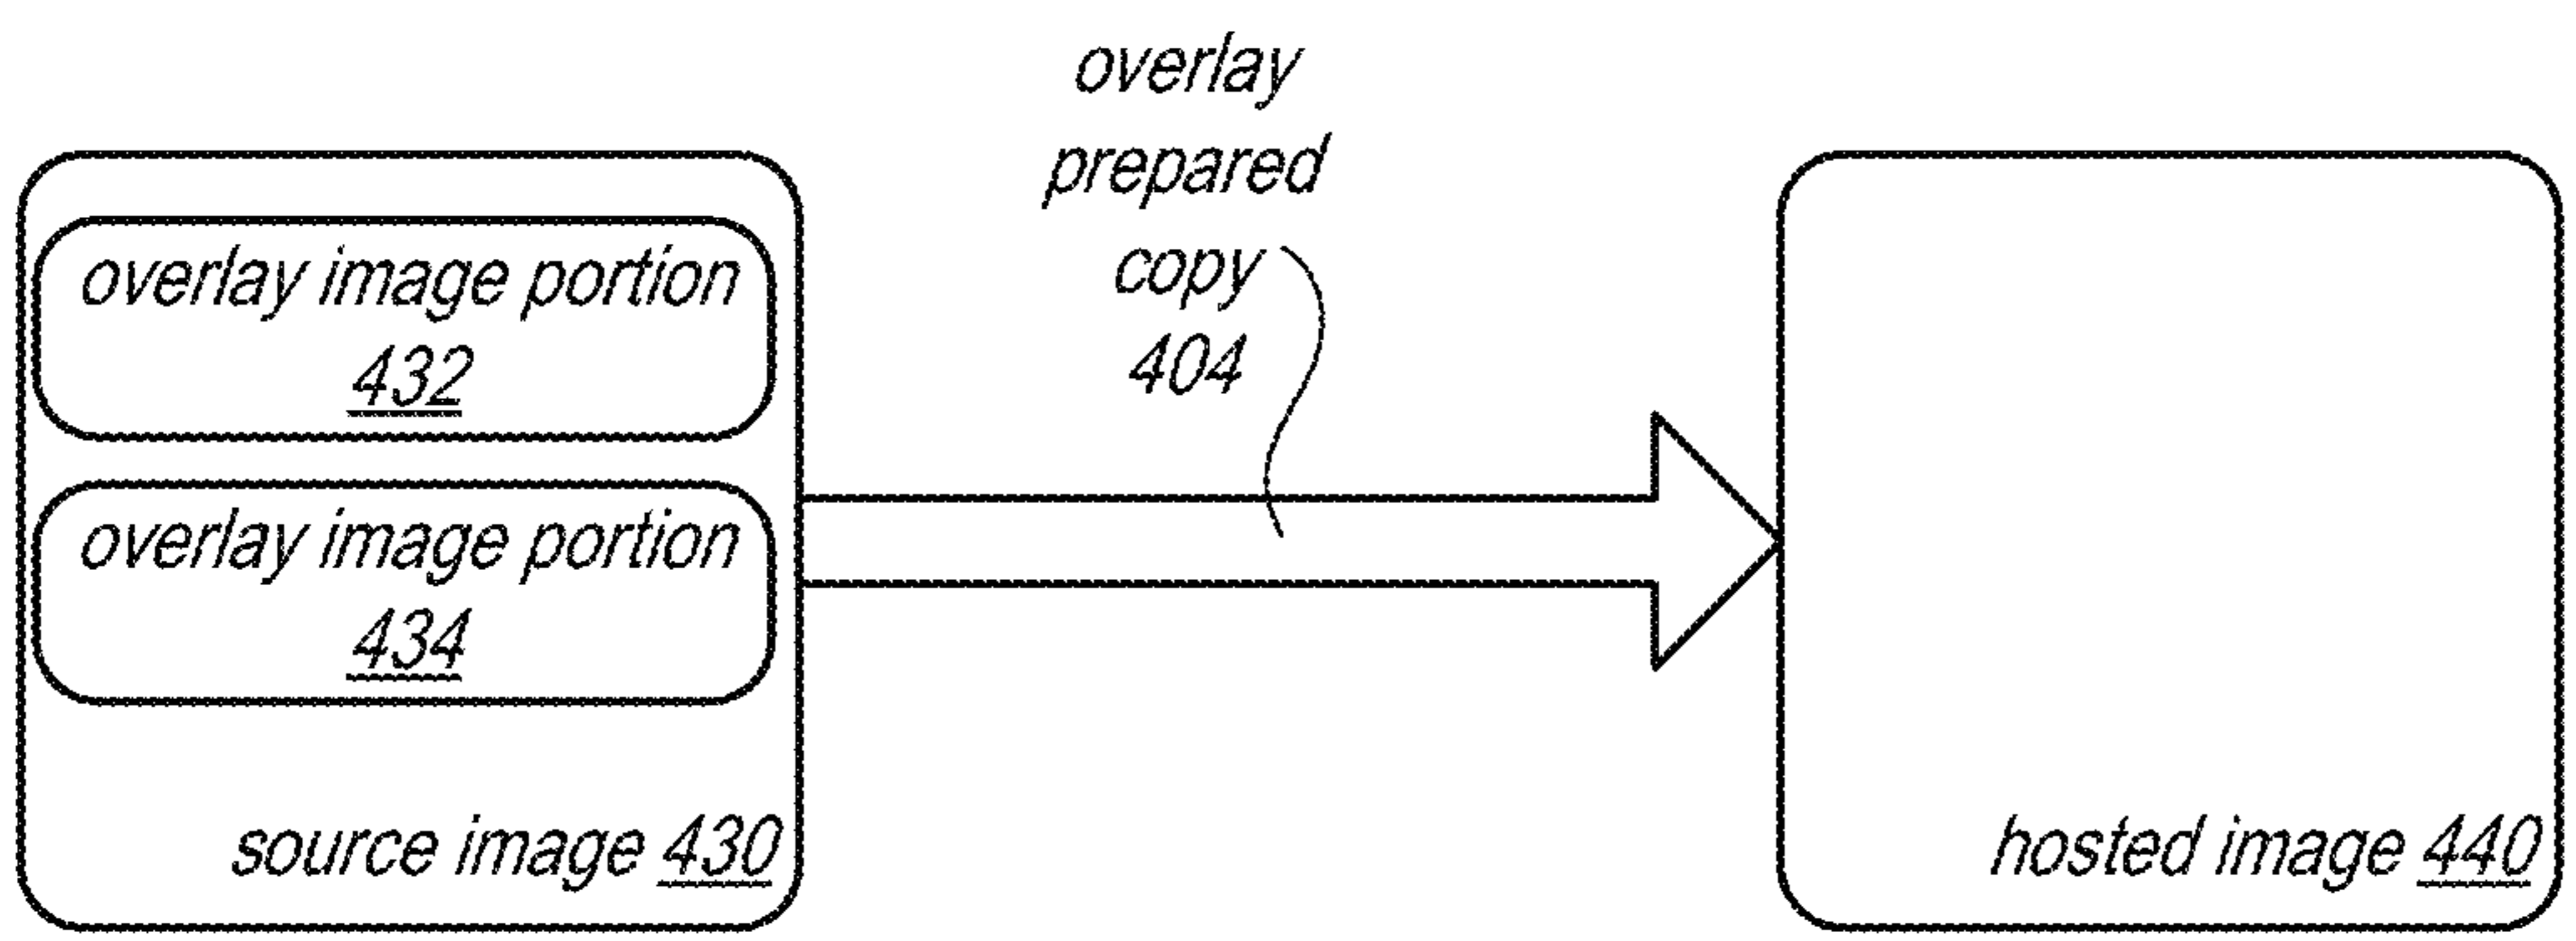 overlay
prepared
copy
404
overlay image portion
432
overlay image portion
434
source image 430
hosted image 440